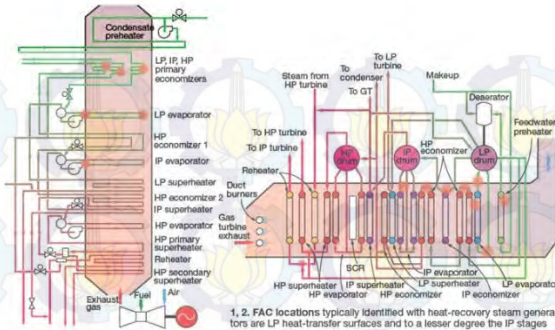 Condensate
preheater
LP, IP, HP
primary
economizers
LP evaporator
HP
economizer 1
IP evaporator
LP superheater
HP economizer 2
IP superheater
HP evaporator
HP primary
superheater
Reheater
HP secondary
superheater
Exhaust
gas
Fuel
Air
To LP
turbine
To
condenser
Steam from
HP turbine
To GT
Makeup
Deaerator
Feedwater
preheater
To HP turbine
To IP turbine
HP
drum
IP
drum
HP
economizer
LP
drum
Reheater
Duct
burners
Gas
turbine
exhaust
SCR
IP evaporator
HP superheater
IP superheater
LP superheater
LP evaporator
HP evaporator
HP economizer
IP economizer
1, 2. FAC locations typically identified with heat-recovery steam genera-
tors are LP heat-transfer surfaces and to a lesser degree the IP stages